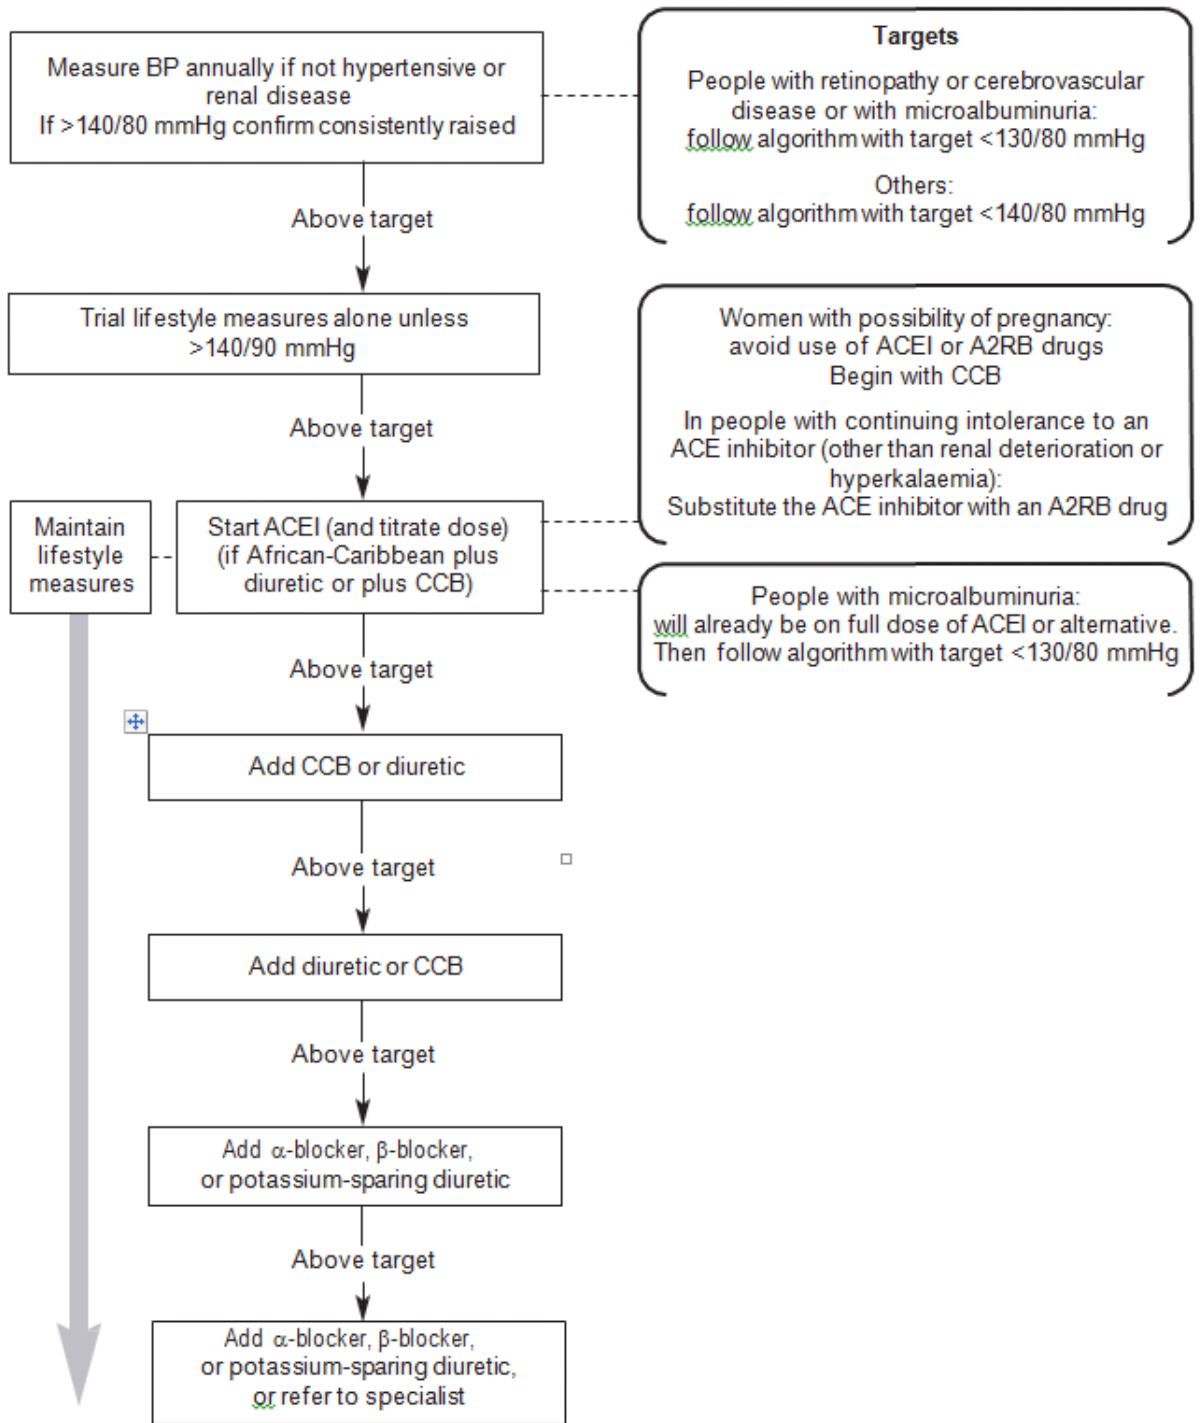 Measure BP annually if not hypertensive or
renal disease
If >140/80 mmHg confirm consistently raised
Targets
People with retinopathy or cerebrovascular
disease or with microalbuminuria:
follow algorithm with target <130/80 mmHg
Others:
follow algorithm with target <140/80 mmHg
Above target
Trial lifestyle measures alone unless
>140/90 mmHg
Women with possibility of pregnancy:
avoid use of ACEI or A2RB drugs
Begin with CCB
In people with continuing intolerance to an
ACE inhibitor (other than renal deterioration or
hyperkalaemia):
Substitute the ACE inhibitor with an A2RB drug
Above target
Maintain
lifestyle
measures
Start ACEI (and titrate dose)
(if African-Caribbean plus
diuretic or plus CCB)
People with microalbuminuria:
will already be on full dose of ACEI or alternative.
Then follow algorithm with target <130/80 mmHg
Above target
Add CCB or diuretic
Above target
Add diuretic or CCB
Above target
Add α-blocker, β-blocker,
or potassium-sparing diuretic
Above target
Add α-blocker, β-blocker,
or potassium-sparing diuretic,
or refer to specialist